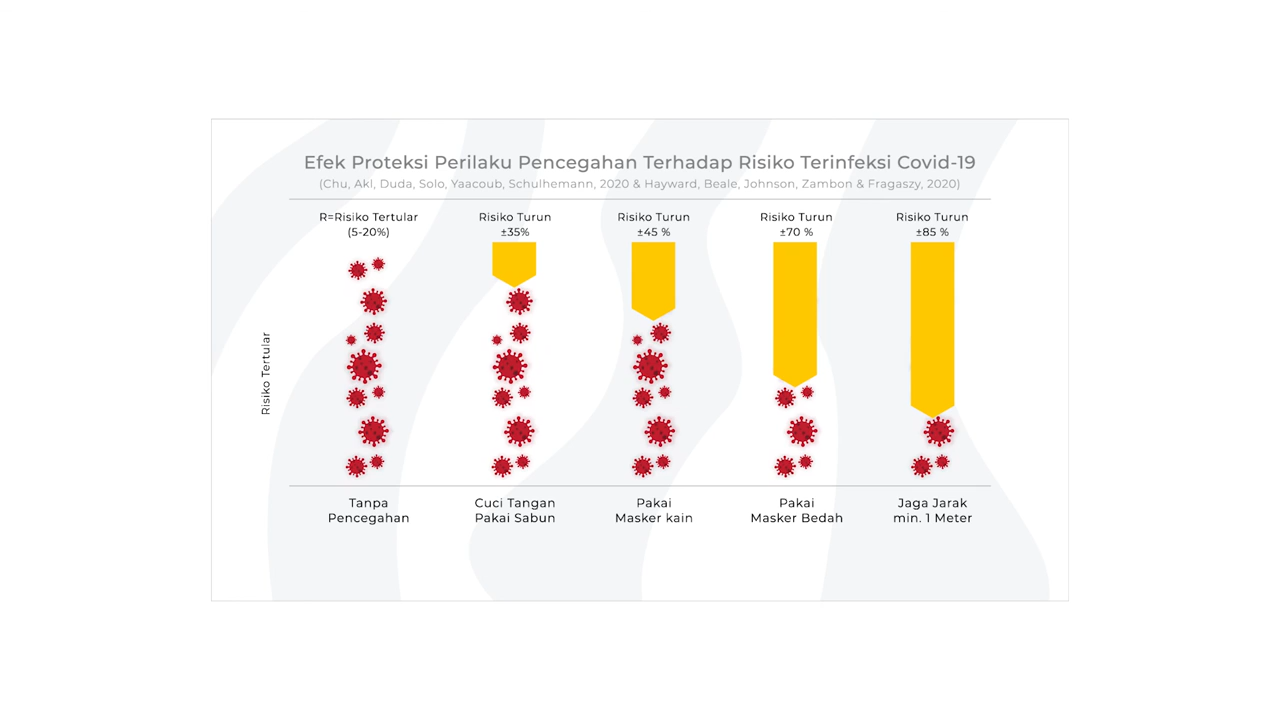 Efek Proteksi Perilaku Pencegahan Terhadap Risiko Terinfeksi Covid-19
(Chu, Akl, Duda, Solo, Yaacoub, Schulhemann, 2020 & Hayward, Beale, Johnson, Zambon & Fragaszy, 2020)
R=Risiko Tertular
(5-20%)
Risiko Turun
±35%
Risiko Turun
±45 %
Risiko Turun
±70 %
Risiko Turun
±85 %
Risiko Tertular
Tanpa
Pencegahan
Cuci Tangan
Pakai Sabun
Pakai
Masker kain
Pakai
Masker Bedah
Jaga Jarak
min. 1 Meter